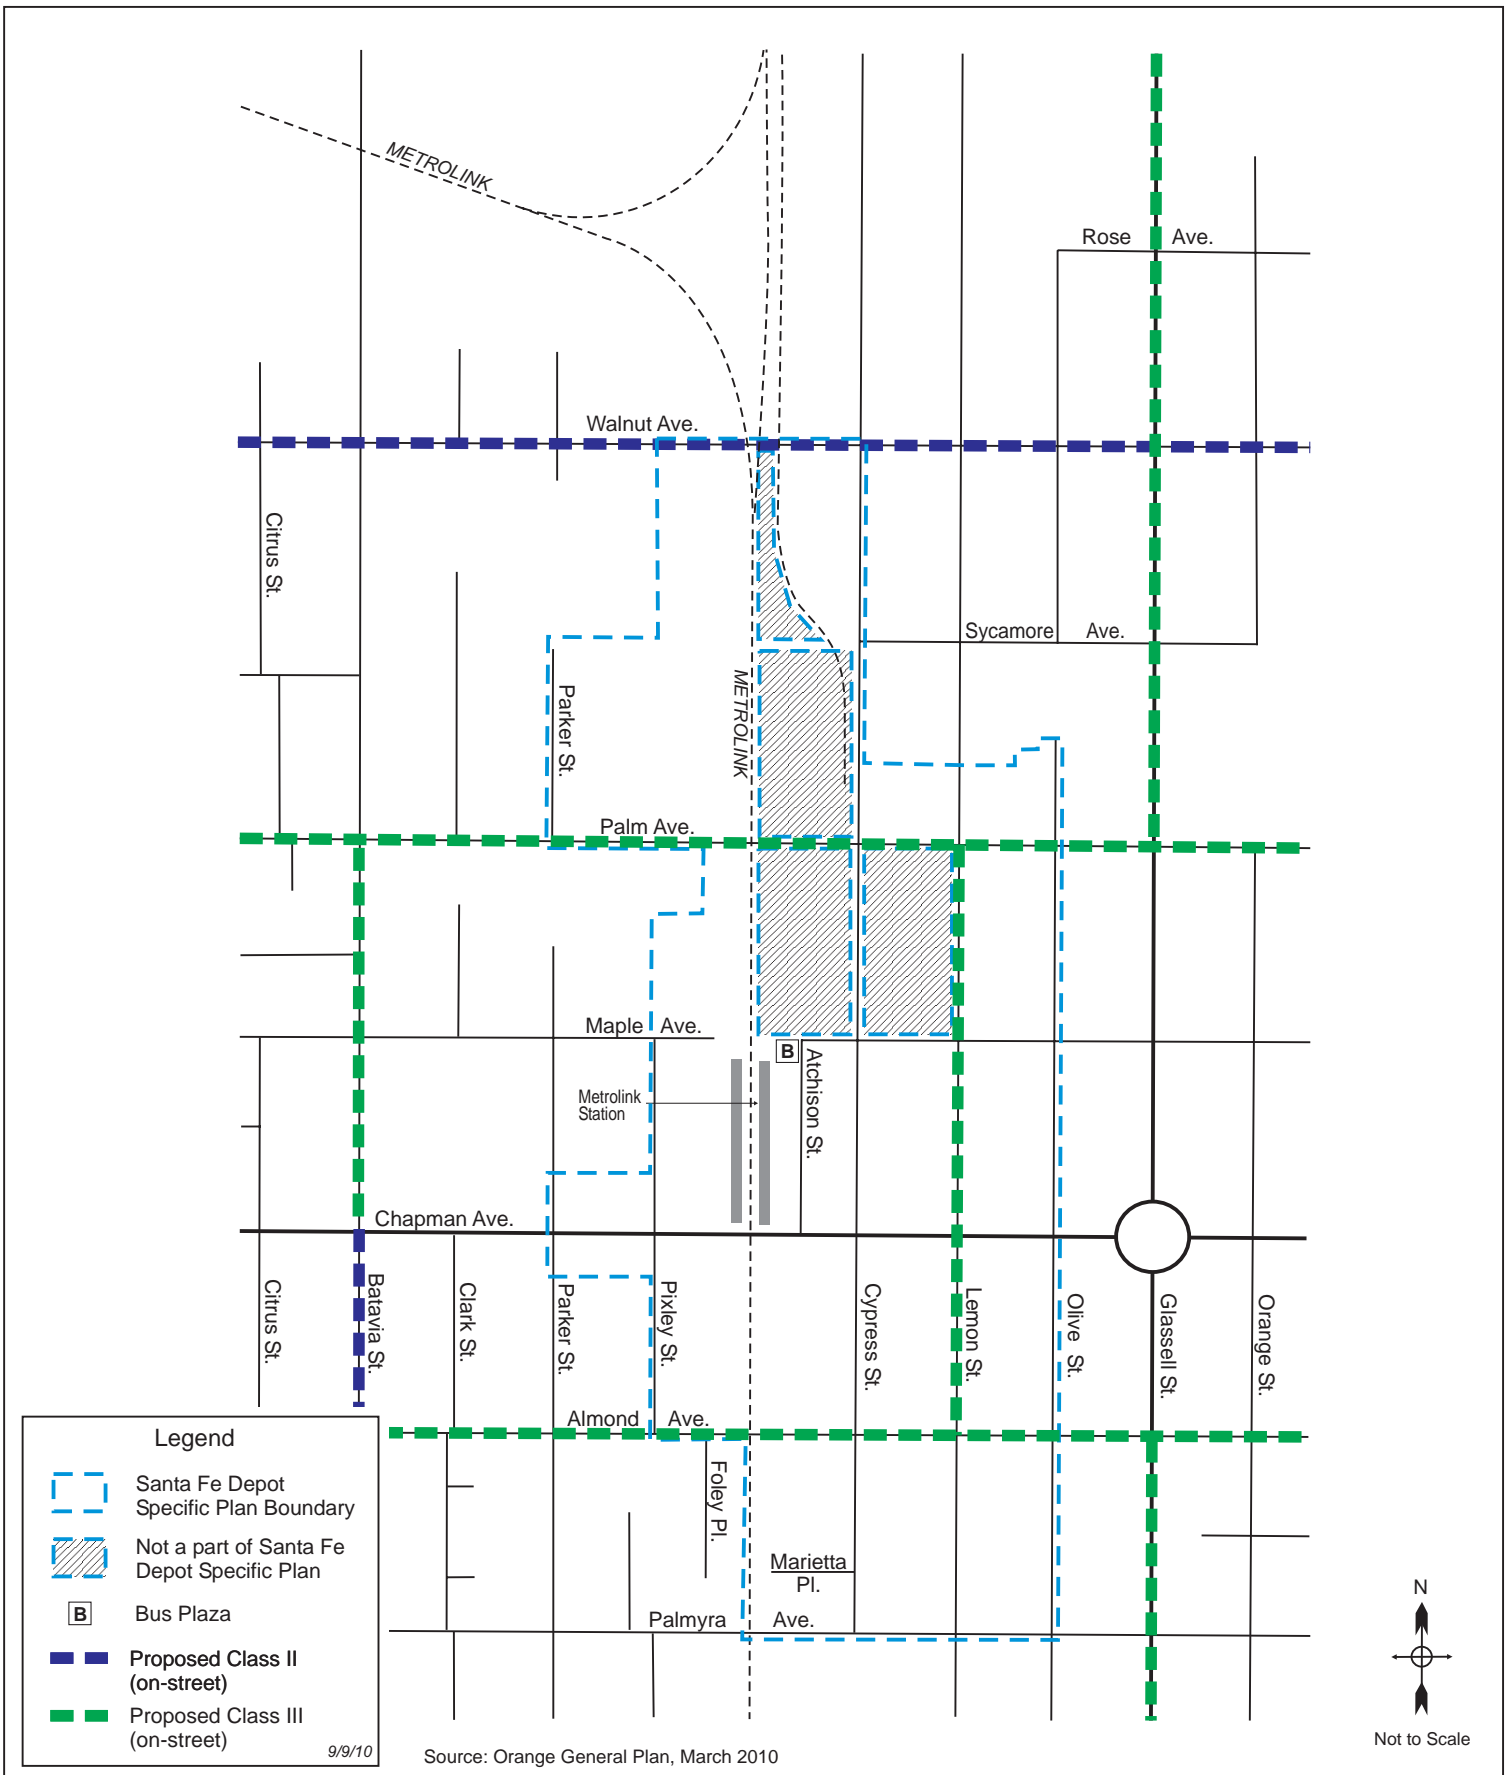 METROLINK
Rose Ave.
Walnut Ave.
Citrus St.
Sycamore Ave.
Parker St.
METROLINK
Palm Ave.
Maple Ave.
B
Atchison St.
Metrolink
Station
Chapman Ave.
Citrus St.
Batavia St.
Clark St.
Parker St.
Pixley St.
Cypress St.
Lemon St.
Olive St.
Glassell St.
Orange St.
Almond Ave.
Foley Pl.
Marietta
Pl.
Palmyra Ave.
Legend
Santa Fe Depot
Specific Plan Boundary
Not a part of Santa Fe
Depot Specific Plan
B Bus Plaza
Proposed Class II
(on-street)
Proposed Class III
(on-street)
9/9/10
Source: Orange General Plan, March 2010
N
Not to Scale